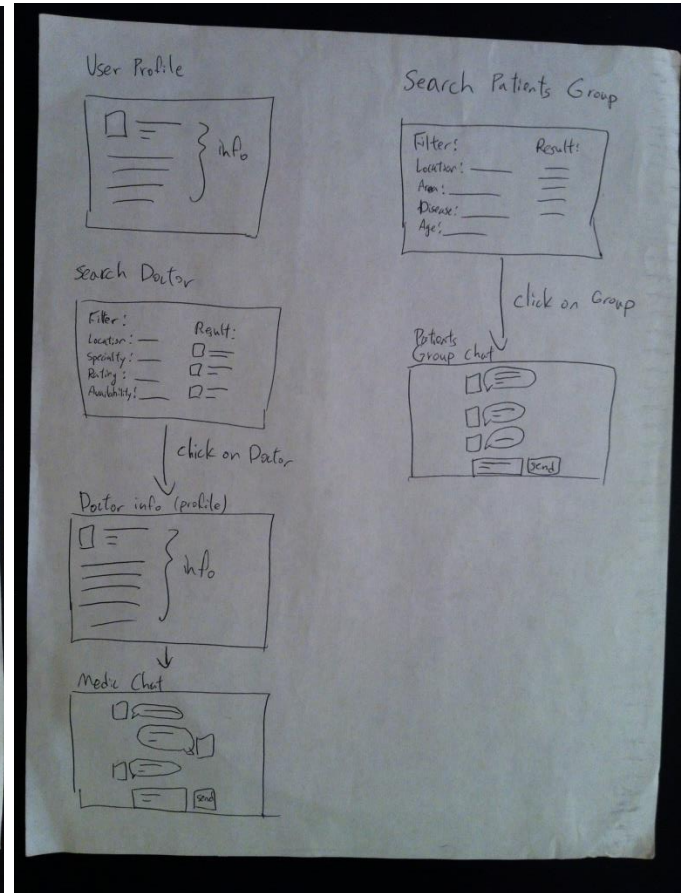 User Profile
info
Search Doctor
Filter:
Location:
Specialty:
Rating:
Availability:
Result:
click on Doctor
Doctor info (profile)
info
Medic Chat
send
Search Patients Group
Filter:
Location:
Disease:
Age:
Result:
click on Group
Patients
Group chat
send